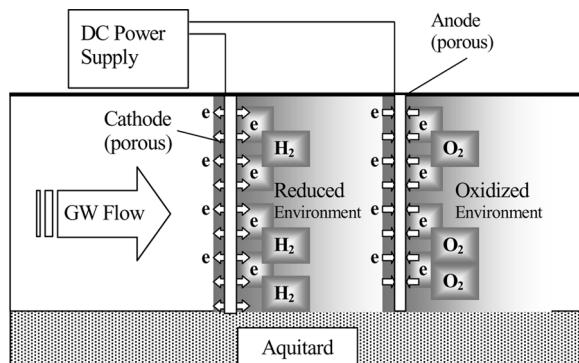 DC Power
Supply
Anode
(porous)
Cathode
(porous)
GW Flow
e
e
e
e
e
e
e
e
H2
H2
H2
Reduced
Environment
e
e
e
e
e
e
e
O2
O2
O2
Oxidized
Environment
Aquitard